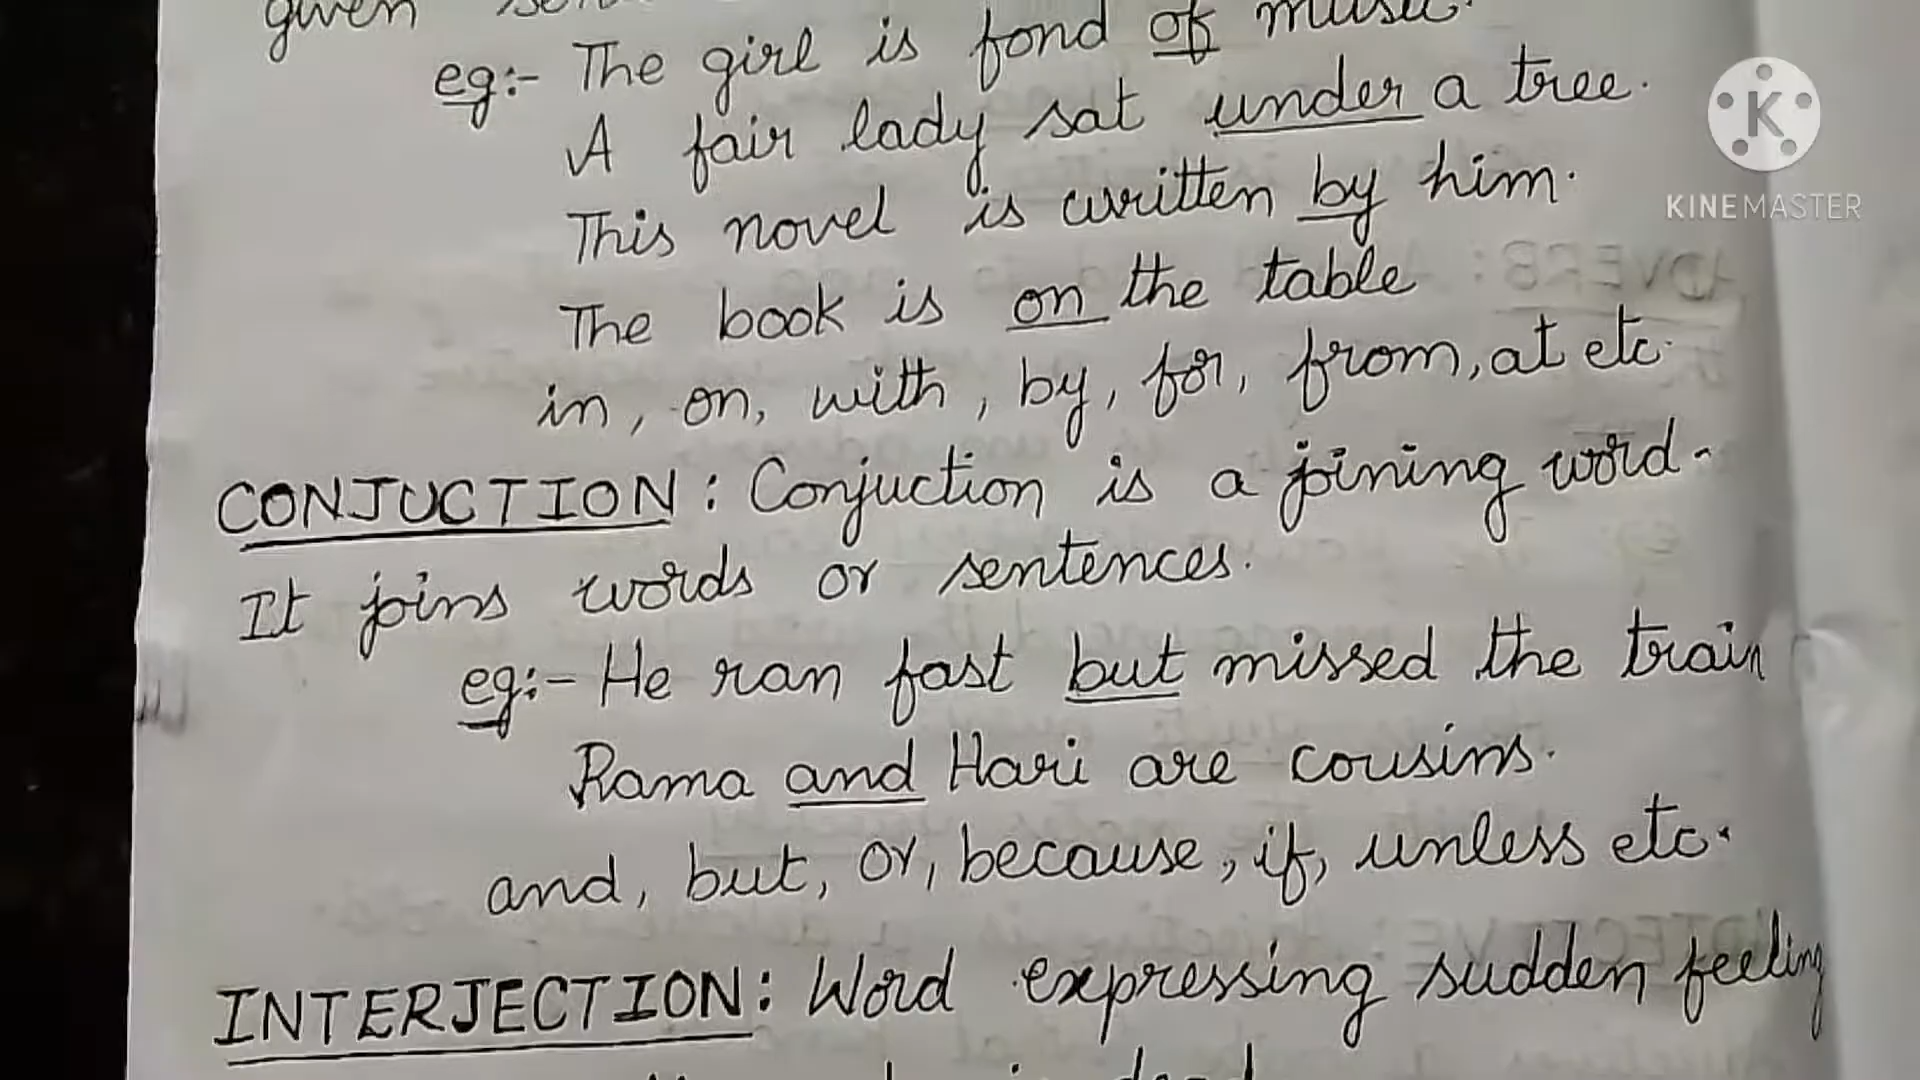 given
eg:- The girl is fond of music.
A fair lady sat under a tree.
This novel is written by him.
The book is on the table
in, on, with, by, for, from, at etc.
CONJUCTION: Conjuction is a joining word.
It joins words or sentences.
eg:- He ran fast but missed the train
Rama and Hari are cousins.
and, but, or, because, if, unless etc.
INTERJECTION: Word expressing sudden feeling
K
KINEMASTER